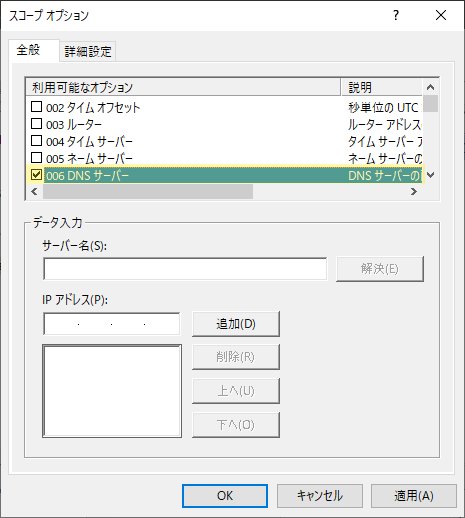 スコープ オプション
全般
詳細設定
利用可能なオプション 説明
002 タイム オフセット 秒単位の UTC
003 ルーター ルーター アドレス
004 タイム サーバー タイム サーバー ア
005 ネーム サーバー ネーム サーバーの
006 DNS サーバー DNS サーバーの
データ入力
サーバー名(S):
解決(E)
IP アドレス(P):
. . .
追加(D)
削除(R)
上へ(U)
下へ(O)
OK キャンセル 適用(A)